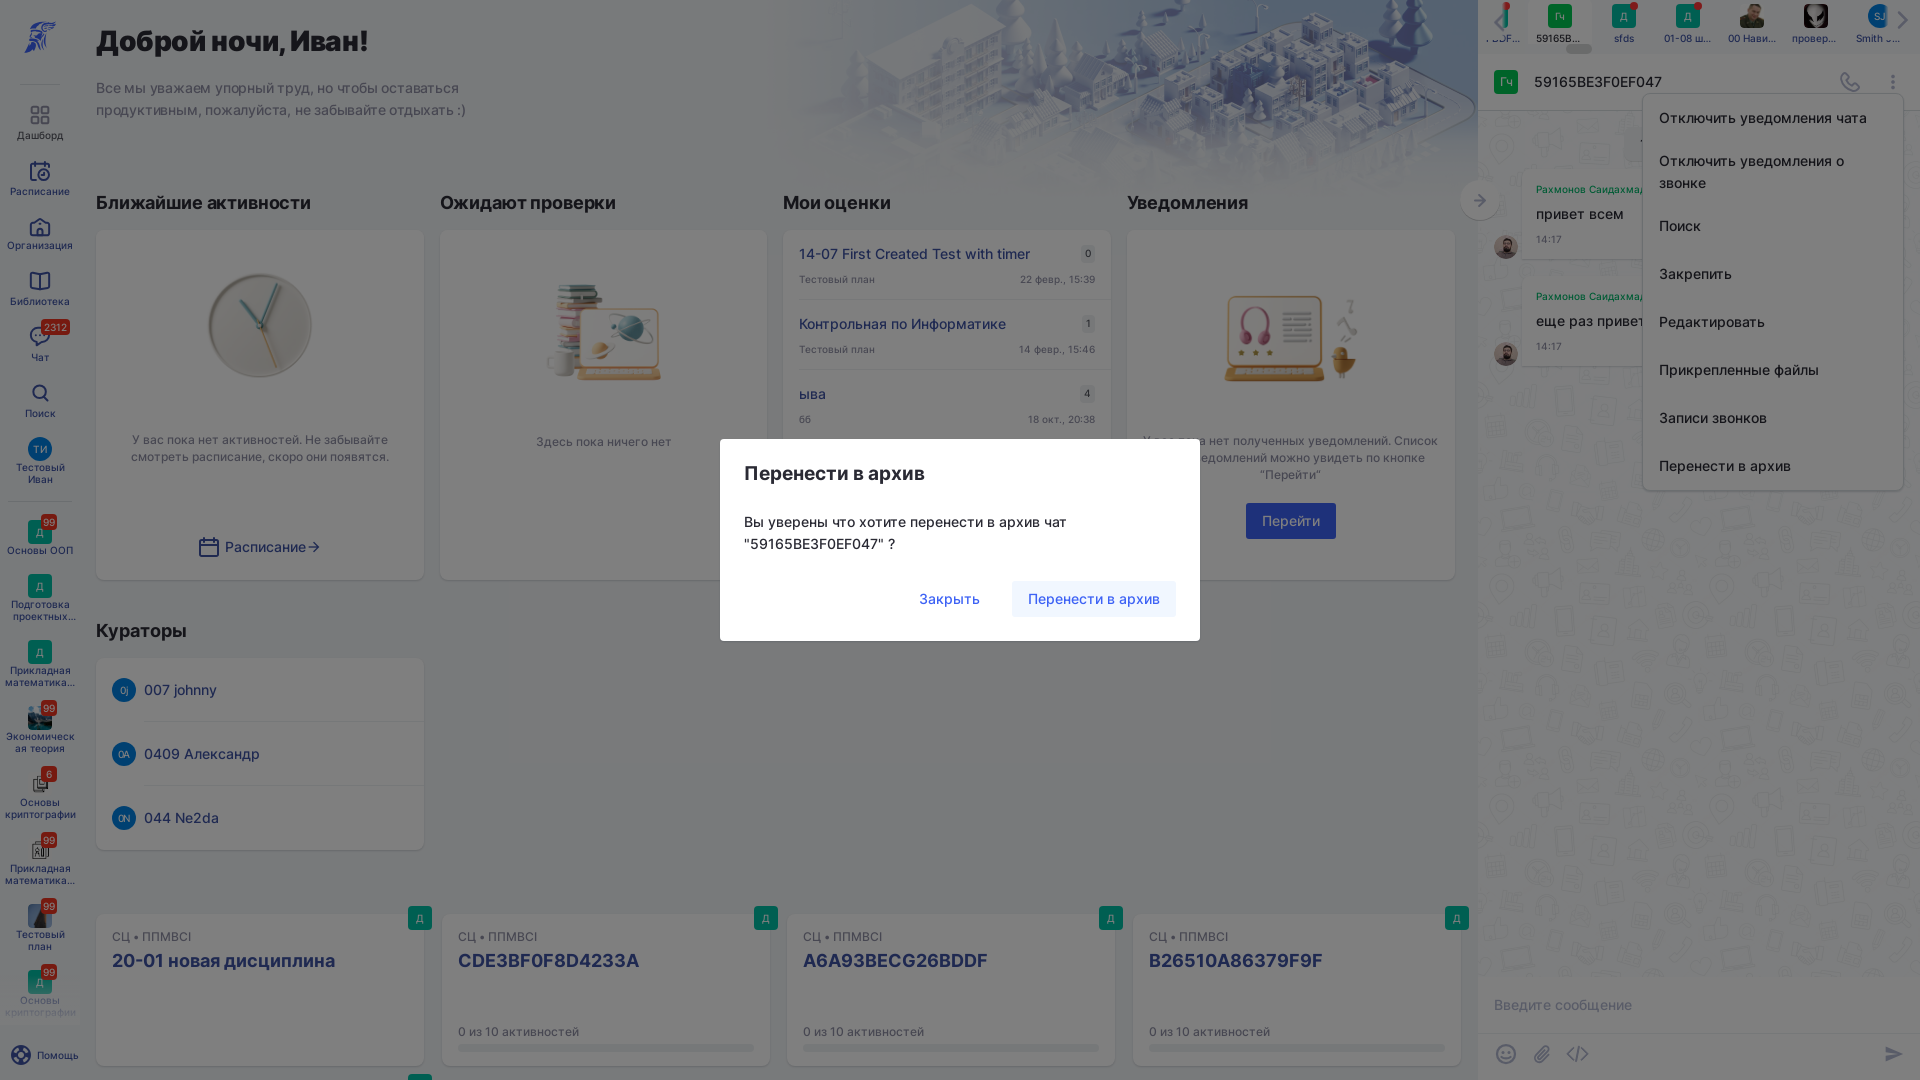 Доброй ночи, Иван!
Все мы уважаем упорный труд, но чтобы оставаться
продуктивным, пожалуйста, не забывайте отдыхать :)
Дашборд
Расписание
Организация
Библиотека
2312
Чат
Поиск
ТИ
Тестовый
Иван
99
Д
Основы ООП
Д
Подготовка
проектных...
Д
Прикладная
математика...
99
Экономическ
ая теория
6
Основы
криптографии
99
Прикладная
математика...
99
Тестовый
план
99
Д
Основы
криптографии
Помощь
Ближайшие активности
У вас пока нет активностей. Не забывайте
смотреть расписание, скоро они появятся.
Расписание
Ожидают проверки
Здесь пока ничего нет
Мои оценки
14-07 First Created Test with timer
0
Тестовый план
22 февр., 15:39
Контрольная по Информатике
1
Тестовый план
14 февр., 15:46
ыва
4
66
18 окт., 20:38
Уведомления
нет полученных уведомлений. Список
уведомлений можно увидеть по кнопке
"Перейти"
Перейти
Перенести в архив
Вы уверены что хотите перенести в архив чат
"59165BE3F0EF047" ?
Закрыть
Перенести в архив
Кураторы
0j
007 johnny
0А
0409 Александр
0N
044 Ne2da
Д
СЦ • ППМВCI
20-01 новая дисциплина
Д
СЦ • ППМВCI
CDE3BF0F8D4233A
0 из 10 активностей
Д
СЦ • ППМВCI
A6A93BECG26BDDF
0 из 10 активностей
Д
СЦ • ППМВCI
B26510A86379F9F
0 из 10 активностей
Гч
59165B...
Д
sfds
Д
01-08 ш...
00 Нави...
провер...
SJ
Smith J...
Гч
59165BE3F0EF047
Отключить уведомления чата
Отключить уведомления о
звонке
Поиск
Закрепить
Редактировать
Прикрепленные файлы
Записи звонков
Перенести в архив
Рахмонов Саидахмад
привет всем
14:17
Рахмонов Саидахмад
еще раз привет
14:17
Введите сообщение